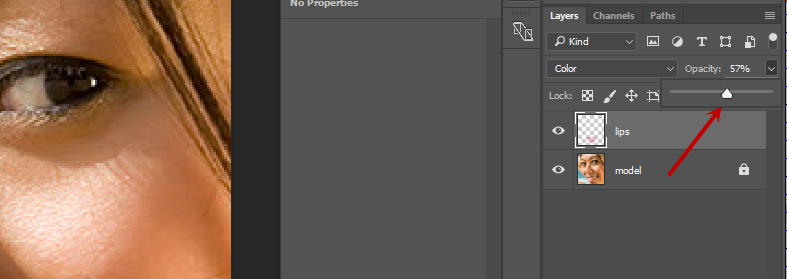 No Properties
Layers Channels Paths
Kind
Color Opacity: 57%
Lock:
lips
model